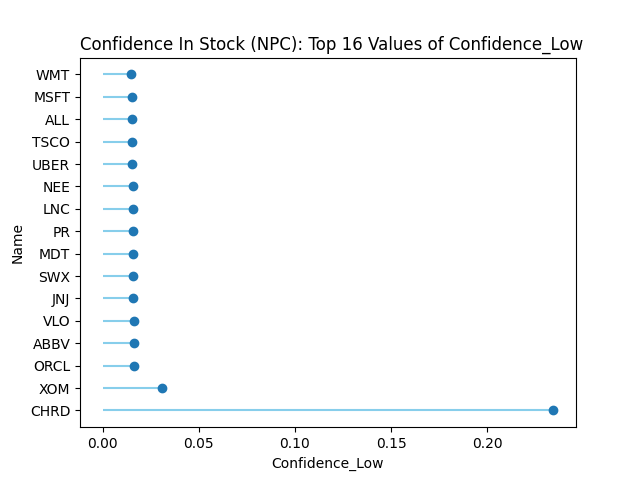 Confidence In Stock (NPC): Top 16 Values of Confidence_Low
WMT
MSFT
ALL
TSCO
UBER
NEE
LNC
PR
MDT
SWX
JNJ
VLO
ABBV
ORCL
XOM
CHRD
Name
0.00 0.05 0.10 0.15 0.20
Confidence_Low